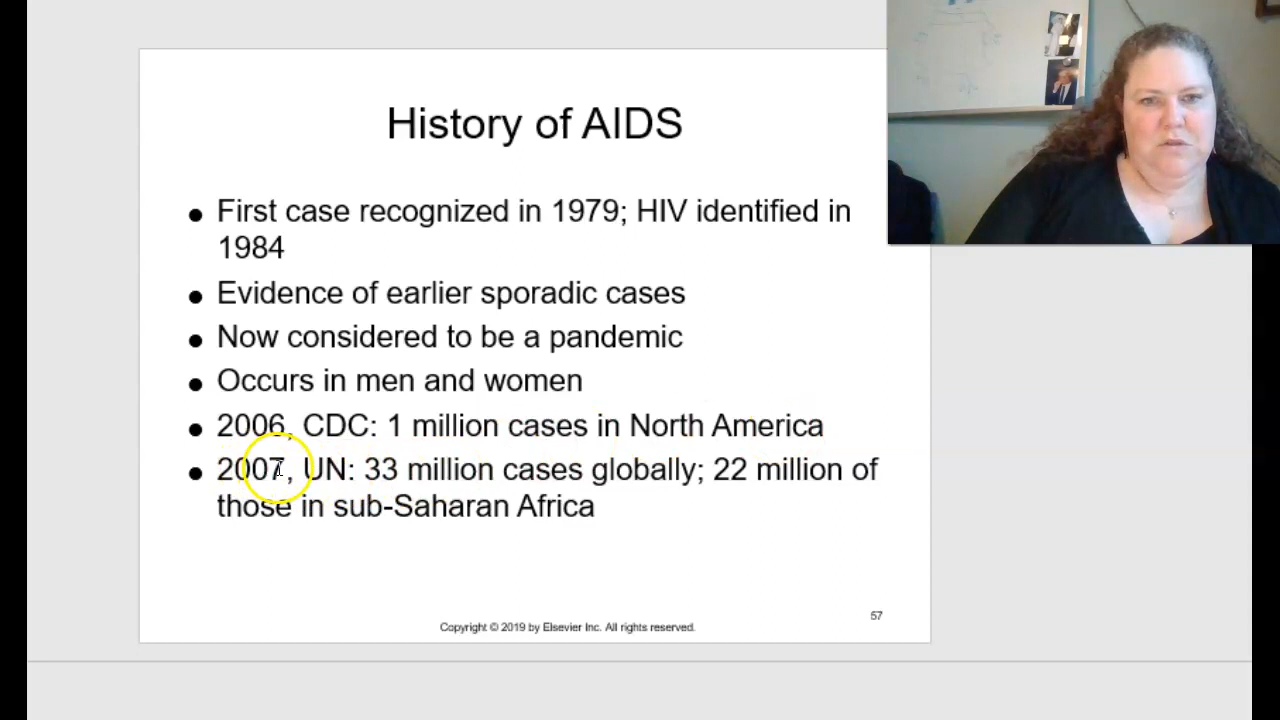 History of AIDS
● First case recognized in 1979; HIV identified in
1984
● Evidence of earlier sporadic cases
● Now considered to be a pandemic
● Occurs in men and women
● 2006, CDC: 1 million cases in North America
● 2007, UN: 33 million cases globally; 22 million of
those in sub-Saharan Africa
57
Copyright © 2019 by Elsevier Inc. All rights reserved.